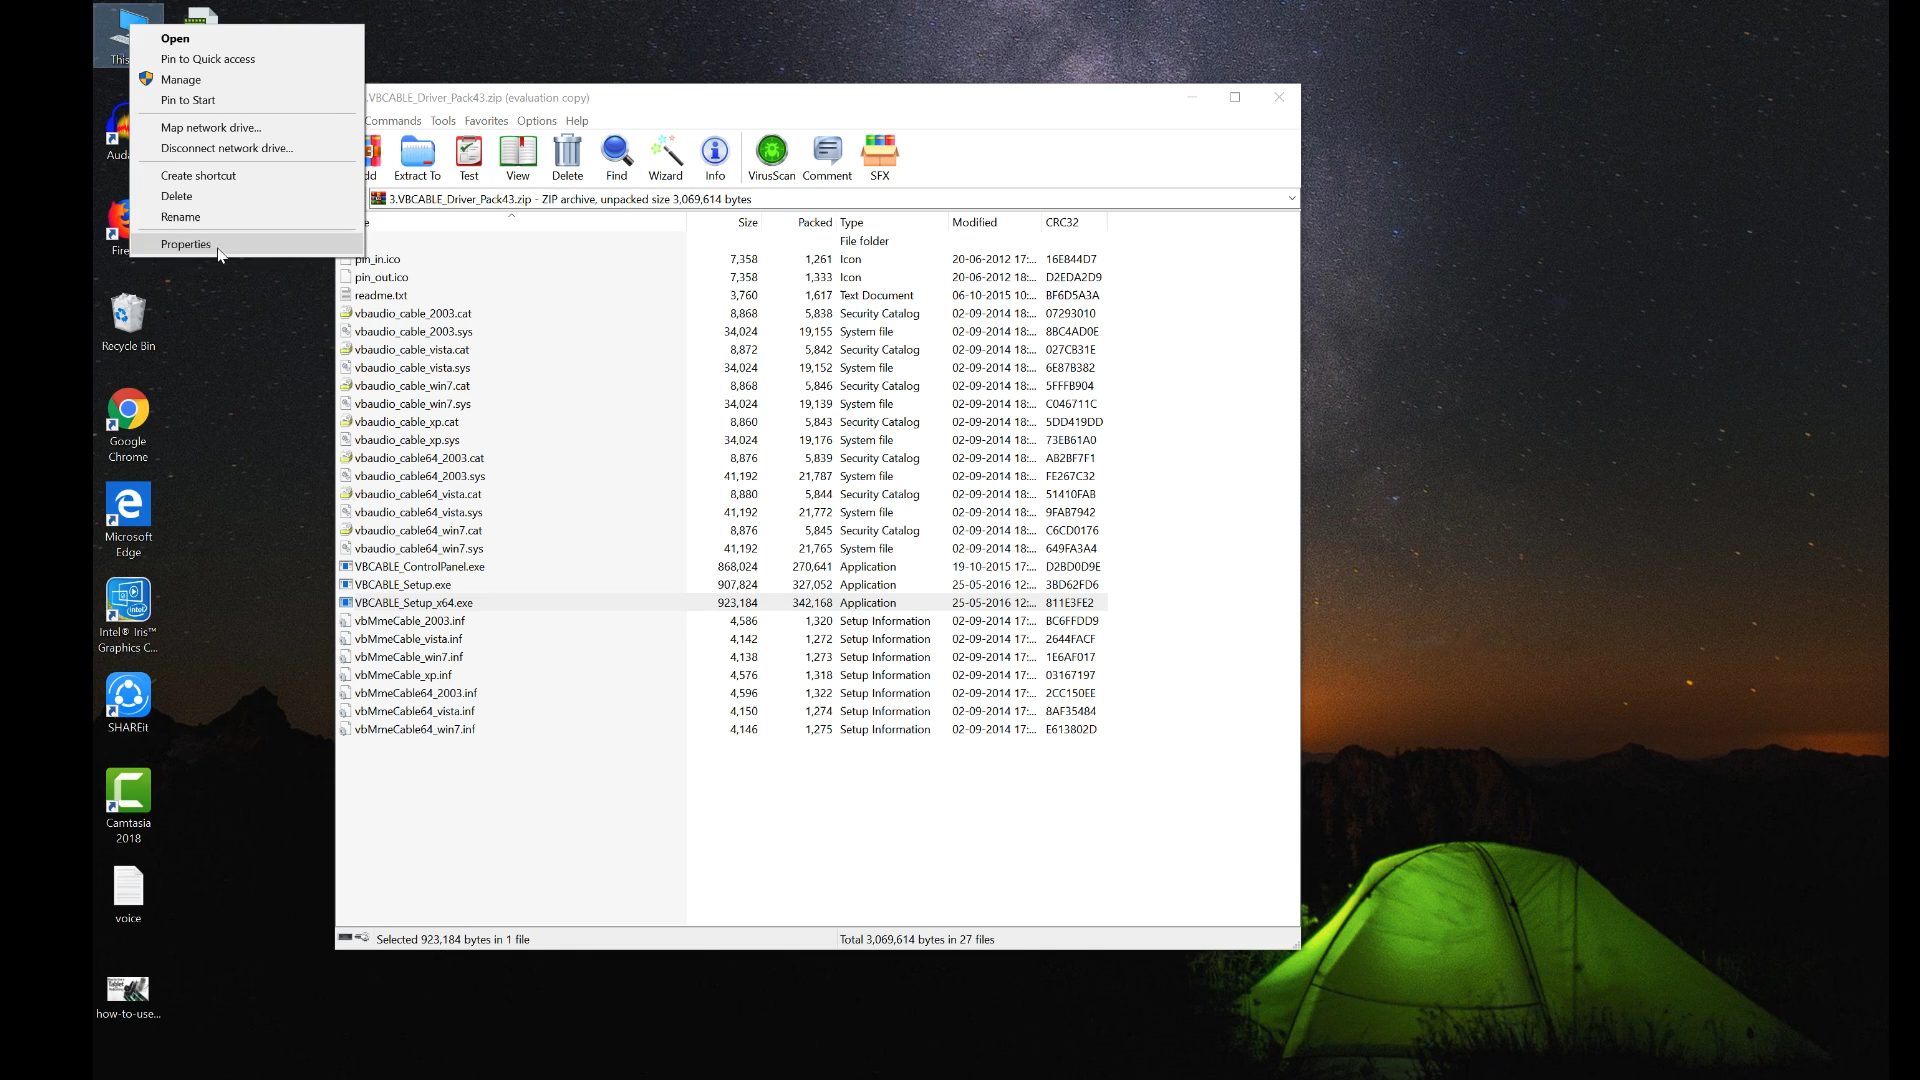 Open
Pin to Quick access
Manage
Pin to Start
Map network drive...
Disconnect network drive...
Create shortcut
Delete
Rename
Properties
This
Recycle Bin
Google
Chrome
Microsoft
Edge
Intel® Iris™
Graphics C...
SHAREit
Camtasia
2018
voice
how-to-use...
VBCABLE_Driver_Pack43.zip (evaluation copy)
Commands Tools Favorites Options Help
Extract To Test View Delete Find Wizard Info VirusScan Comment SFX
3.VBCABLE_Driver_Pack43.zip - ZIP archive, unpacked size 3,069,614 bytes
Size Packed Type Modified CRC32
File folder
pin_in.ico 7,358 1,261 Icon 20-06-2012 17:... 16E844D7
pin_out.ico 7,358 1,333 Icon 20-06-2012 18:... D2EDA2D9
readme.txt 3,760 1,617 Text Document 06-10-2015 10:... BF6D5A3A
vbaudio_cable_2003.cat 8,868 5,838 Security Catalog 02-09-2014 18:... 07293010
vbaudio_cable_2003.sys 34,024 19,155 System file 02-09-2014 18:... 8BC4AD0E
vbaudio_cable_vista.cat 8,872 5,842 Security Catalog 02-09-2014 18:... 027CB31E
vbaudio_cable_vista.sys 34,024 19,152 System file 02-09-2014 18:... 6E87B382
vbaudio_cable_win7.cat 8,868 5,846 Security Catalog 02-09-2014 18:... 5FFFB904
vbaudio_cable_win7.sys 34,024 19,139 System file 02-09-2014 18:... C046711C
vbaudio_cable_xp.cat 8,860 5,843 Security Catalog 02-09-2014 18:... 5DD419DD
vbaudio_cable_xp.sys 34,024 19,176 System file 02-09-2014 18:... 73EB61A0
vbaudio_cable64_2003.cat 8,876 5,839 Security Catalog 02-09-2014 18:... AB2BF7F1
vbaudio_cable64_2003.sys 41,192 21,787 System file 02-09-2014 18:... FE267C32
vbaudio_cable64_vista.cat 8,880 5,844 Security Catalog 02-09-2014 18:... 51410FAB
vbaudio_cable64_vista.sys 41,192 21,772 System file 02-09-2014 18:... 9FAB7942
vbaudio_cable64_win7.cat 8,876 5,845 Security Catalog 02-09-2014 18:... C6CD0176
vbaudio_cable64_win7.sys 41,192 21,765 System file 02-09-2014 18:... 649FA3A4
VBCABLE_ControlPanel.exe 868,024 270,641 Application 19-10-2015 17:... D2BD0D9E
VBCABLE_Setup.exe 907,824 327,052 Application 25-05-2016 12:... 3BD62FD6
VBCABLE_Setup_x64.exe 923,184 342,168 Application 25-05-2016 12:... 811E3FE2
vbMmeCable_2003.inf 4,586 1,320 Setup Information 02-09-2014 17:... BC6FFDD9
vbMmeCable_vista.inf 4,142 1,272 Setup Information 02-09-2014 17:... 2644FACF
vbMmeCable_win7.inf 4,138 1,273 Setup Information 02-09-2014 17:... 1E6AF017
vbMmeCable_xp.inf 4,576 1,318 Setup Information 02-09-2014 17:... 03167197
vbMmeCable64_2003.inf 4,596 1,322 Setup Information 02-09-2014 17:... 2CC150EE
vbMmeCable64_vista.inf 4,150 1,274 Setup Information 02-09-2014 17:... 8AF35484
vbMmeCable64_win7.inf 4,146 1,275 Setup Information 02-09-2014 17:... E613802D
Selected 923,184 bytes in 1 file
Total 3,069,614 bytes in 27 files